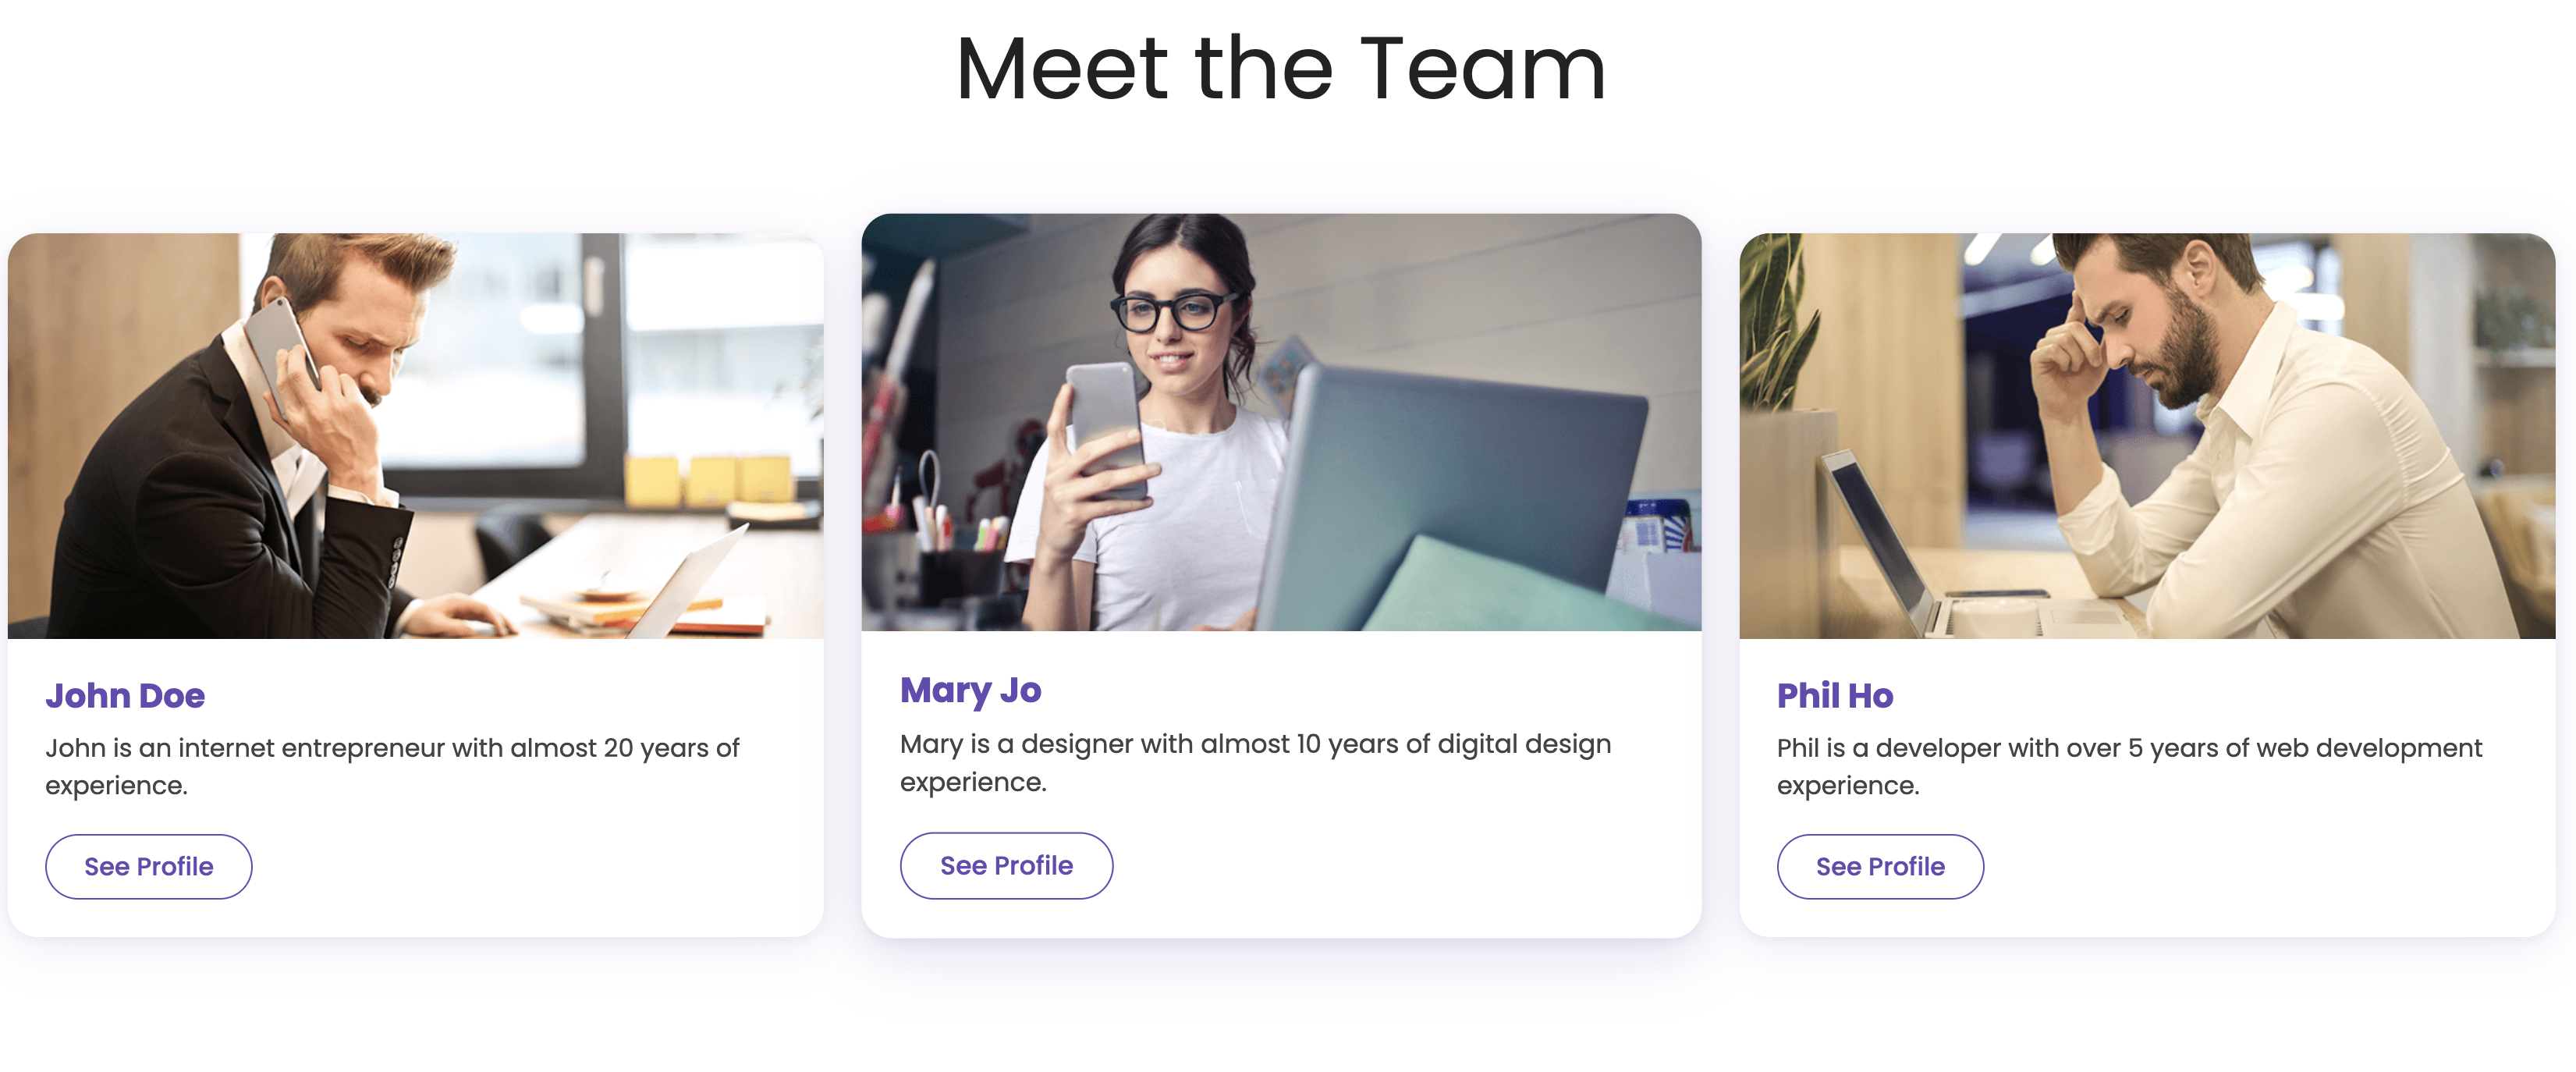 Meet the Team
John Doe
John is an internet entrepreneur with almost 20 years of
experience.
See Profile
Mary Jo
Mary is a designer with almost 10 years of digital design
experience.
See Profile
Phil Ho
Phil is a developer with over 5 years of web development
experience.
See Profile